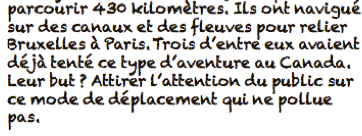 parcourir 430 kilomètres. Ils ont navigué
sur des canaux et des fleuves pour relier
Bruxelles à Paris. Trois d'entre eux avaient
déjà tenté ce type d'aventure au Canada.
Leur but ? Attirer l'attention du public sur
ce mode de déplacement qui ne pollue
pas.